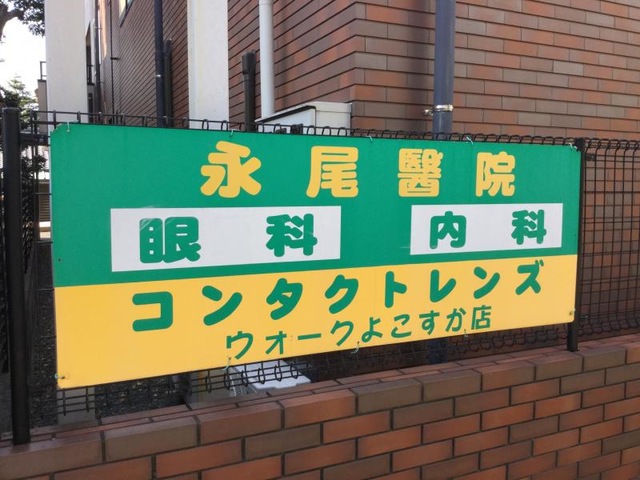 永尾醫院
眼科 内科
コンタクトレンズ
ウォークよこすか店